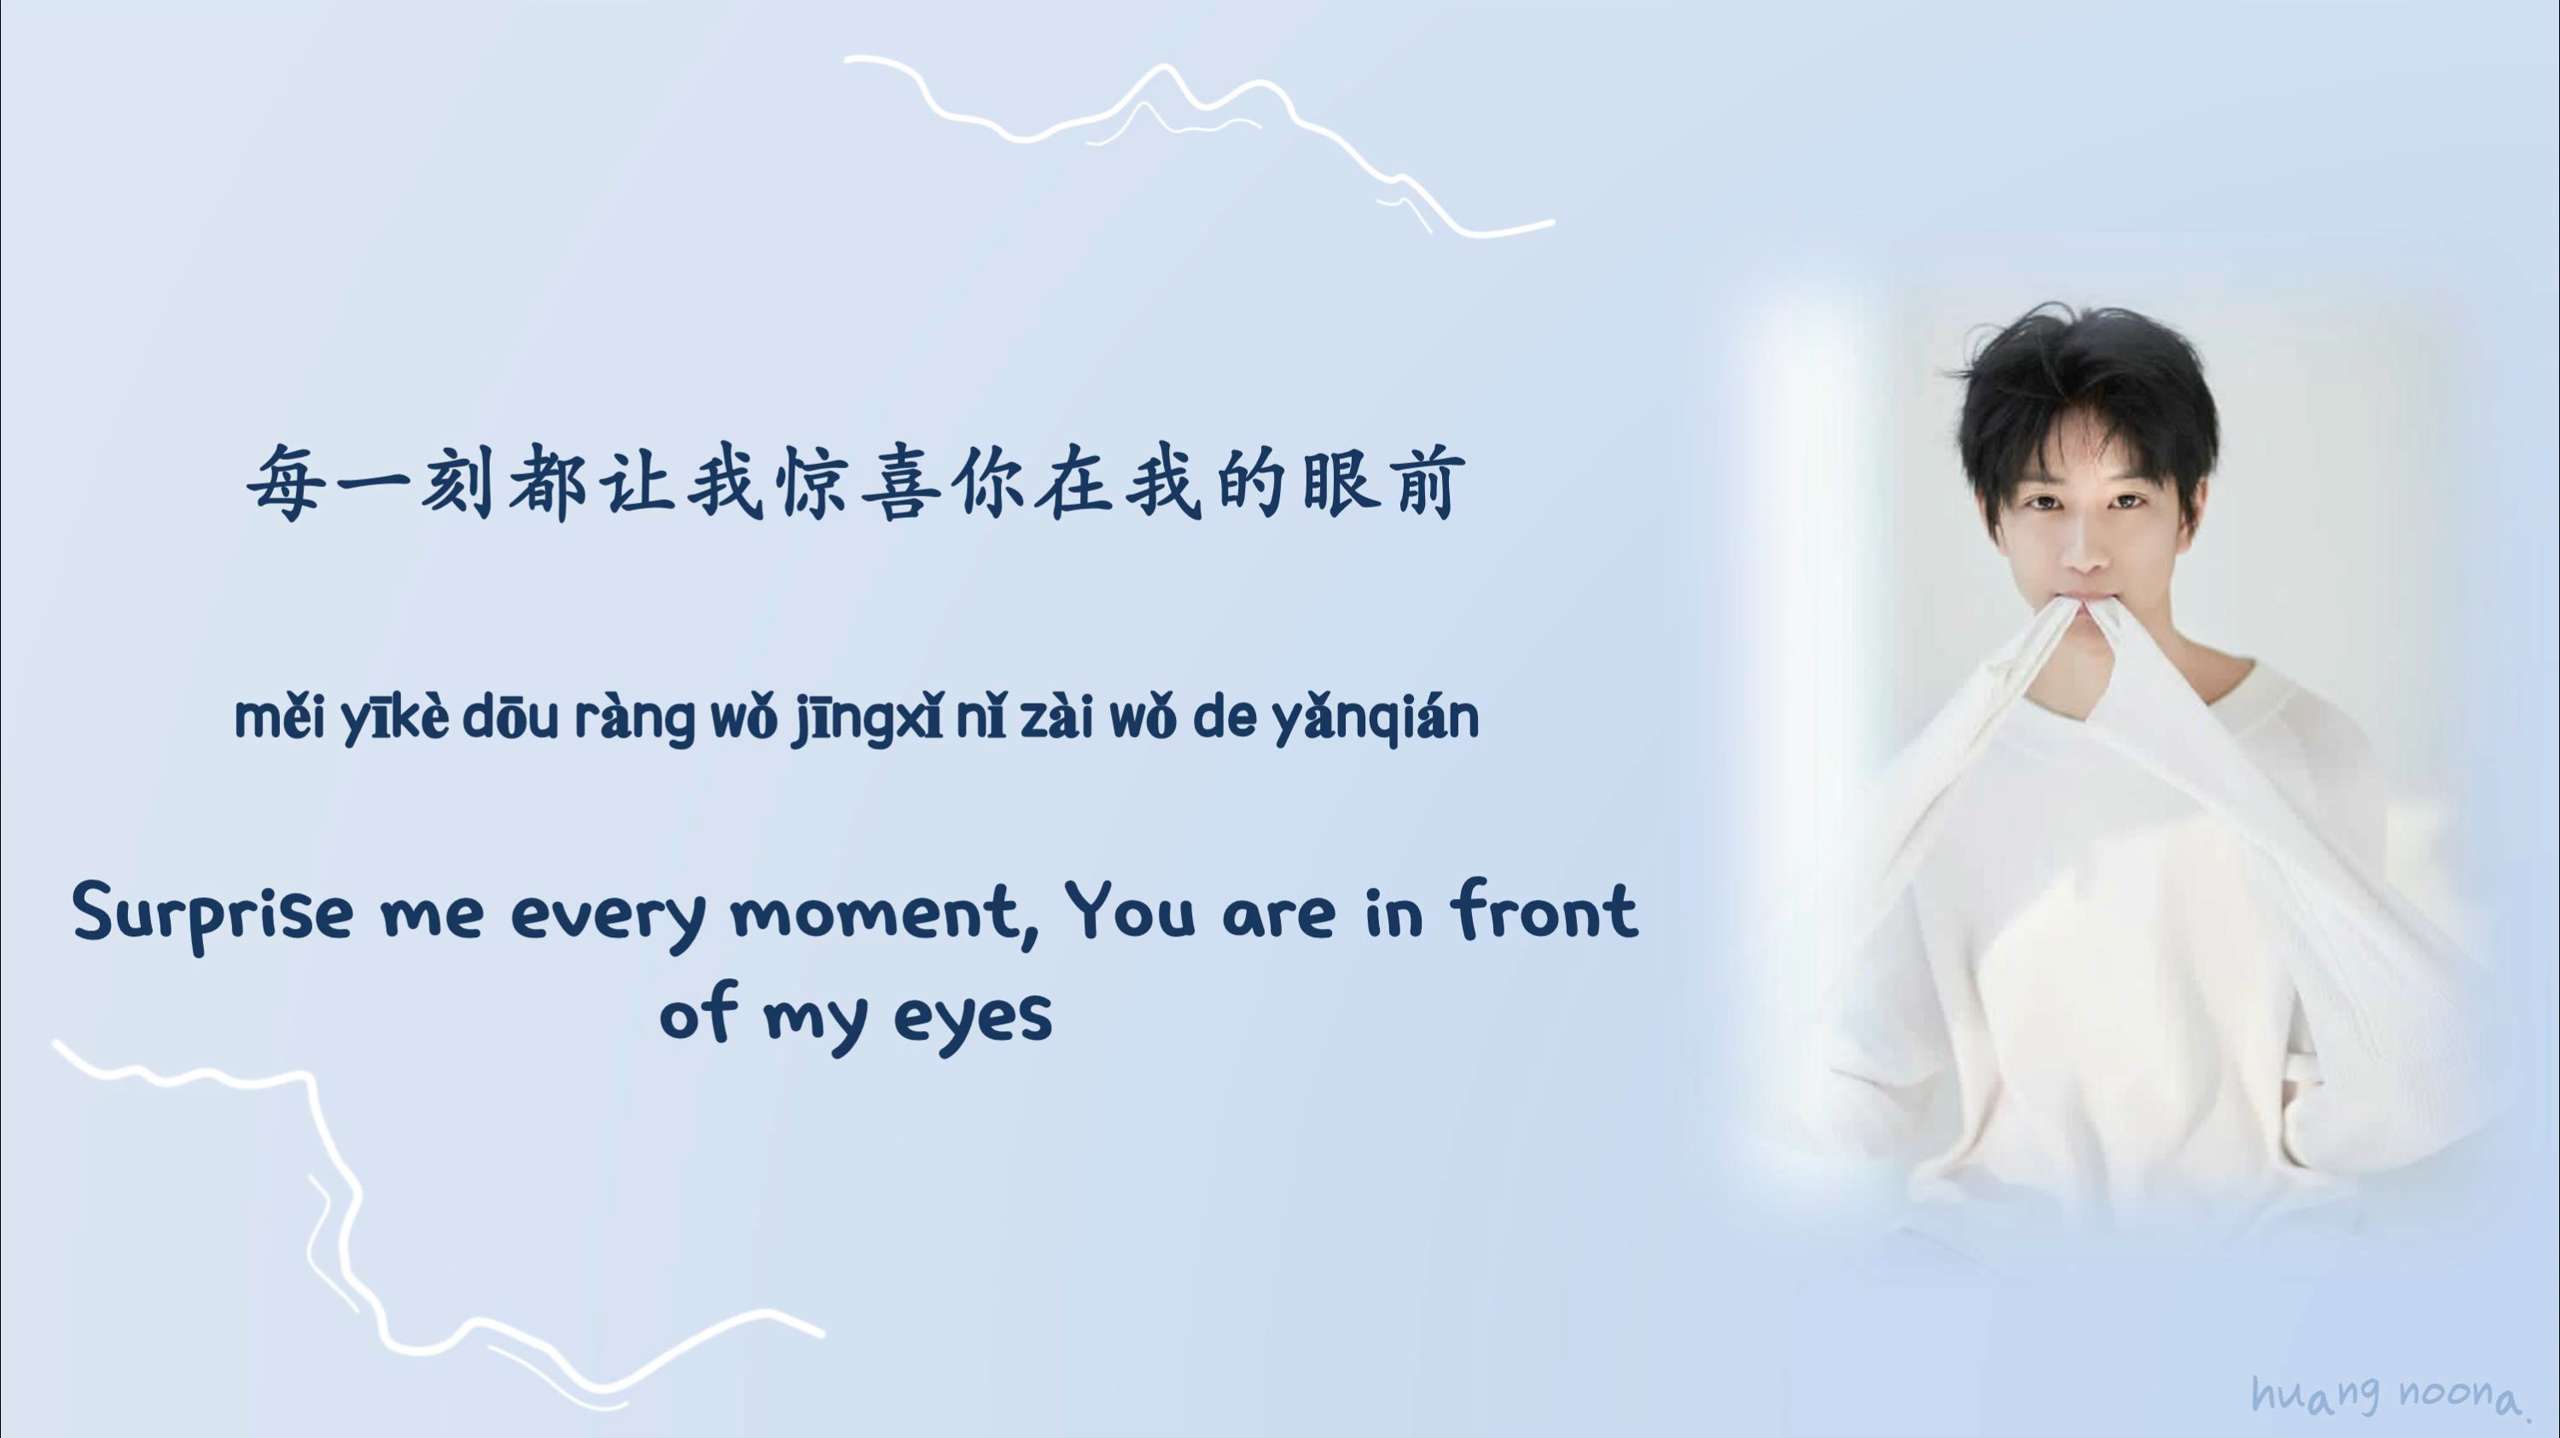 每一刻都让我惊喜你在我的眼前
měi yīkè dōu ràng wǒ jīngxǐ nǐ zài wǒ de yǎnqián
Surprise me every moment, You are in front
of my eyes
huang noona.